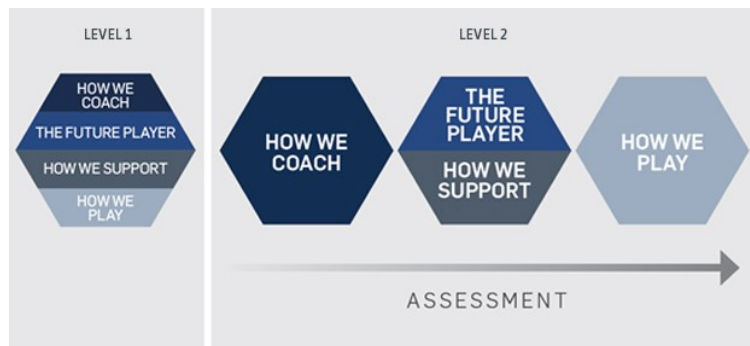 LEVEL 1
HOW WE
COACH
THE FUTURE PLAYER
HOW WE SUPPORT
HOW WE
PLAY
LEVEL 2
HOW WE
COACH
THE
FUTURE
PLAYER
HOW WE
SUPPORT
HOW WE
PLAY
ASSESSMENT